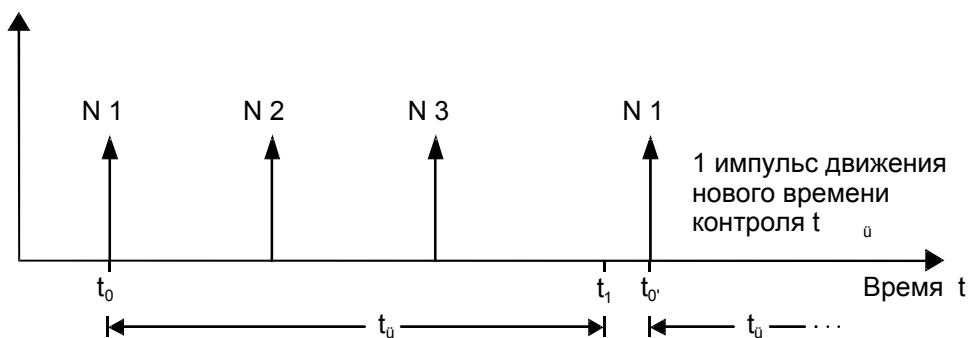 N 1 N 2 N 3 N 1
1 импульс движения
нового времени
контроля t ü
t0 t1 t0' Время t
tü tü ···